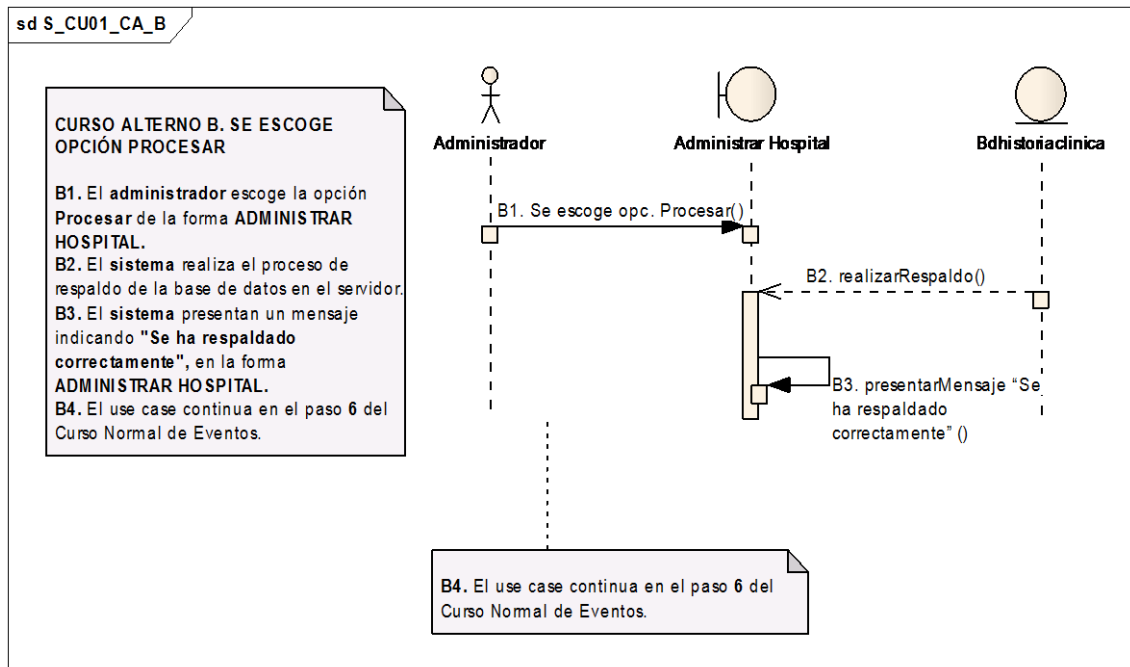 sd S_CU01_CA_B
CURSO ALTERNO B. SE ESCOGE
OPCIÓN PROCESAR
B1. El administrador escoge la opción
Procesar de la forma ADMINISTRAR
HOSPITAL.
B2. El sistema realiza el proceso de
respaldo de la base de datos en el servidor.
B3. El sistema presentan un mensaje
indicando "Se ha respaldado
correctamente", en la forma
ADMINISTRAR HOSPITAL.
B4. El use case continua en el paso 6 del
Curso Normal de Eventos.
Administrador
Administrar Hospital
Bdhistoriaclinica
B1. Se escoge opc. Procesar()
B2. realizarRespaldo()
B3. presentarMensaje “Se
ha respaldado
correctamente” ()
B4. El use case continua en el paso 6 del
Curso Normal de Eventos.